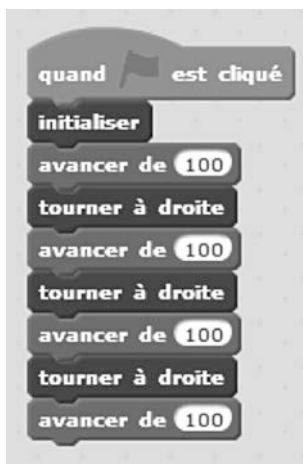 quand est cliqué
initialiser
avancer de 100
tourner à droite
avancer de 100
tourner à droite
avancer de 100
tourner à droite
avancer de 100